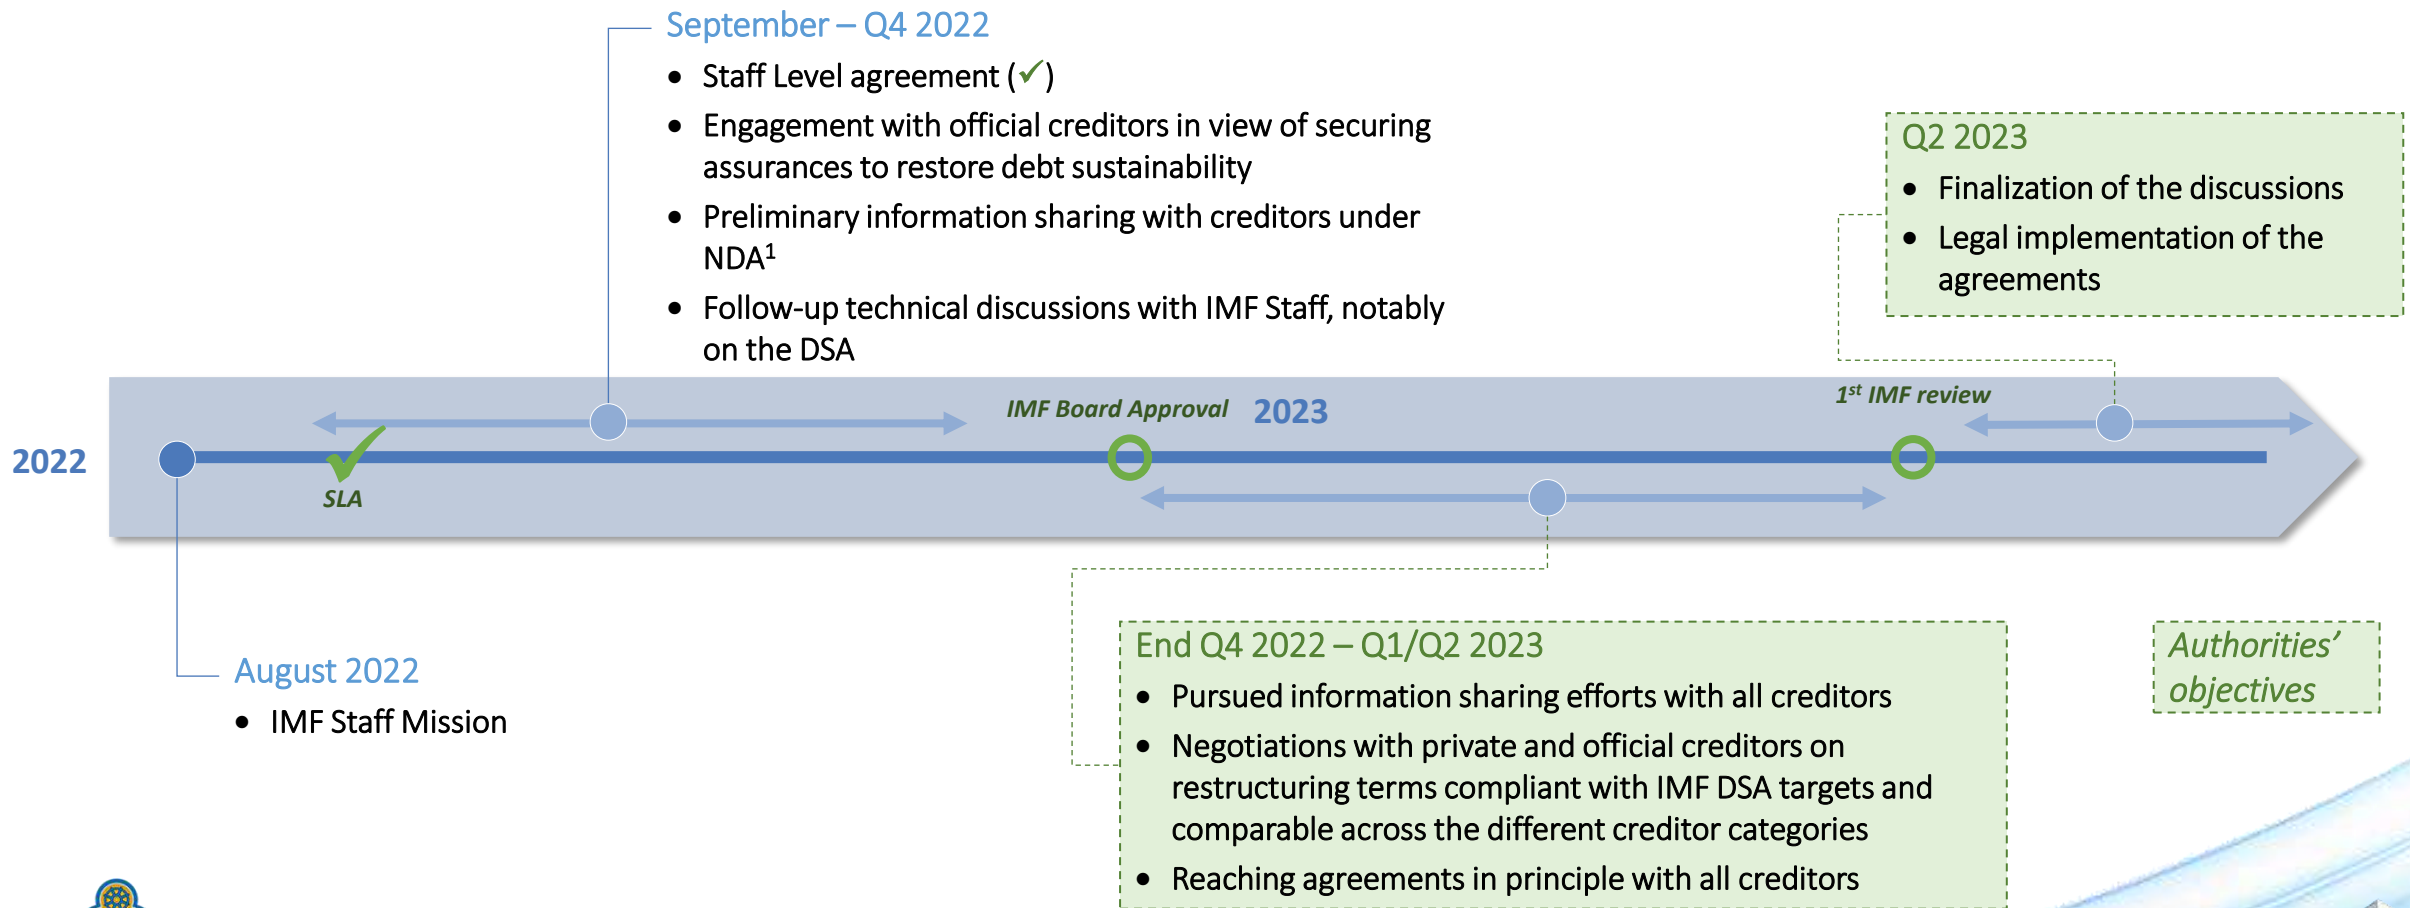 September – Q4 2022
• Staff Level agreement (✓)
• Engagement with official creditors in view of securing
assurances to restore debt sustainability
• Preliminary information sharing with creditors under
NDA¹
• Follow-up technical discussions with IMF Staff, notably
on the DSA
Q2 2023
• Finalization of the discussions
• Legal implementation of the
agreements
2022
SLA
IMF Board Approval
2023
1st IMF review
August 2022
• IMF Staff Mission
End Q4 2022 – Q1/Q2 2023
• Pursued information sharing efforts with all creditors
• Negotiations with private and official creditors on
restructuring terms compliant with IMF DSA targets and
comparable across the different creditor categories
• Reaching agreements in principle with all creditors
Authorities’
objectives